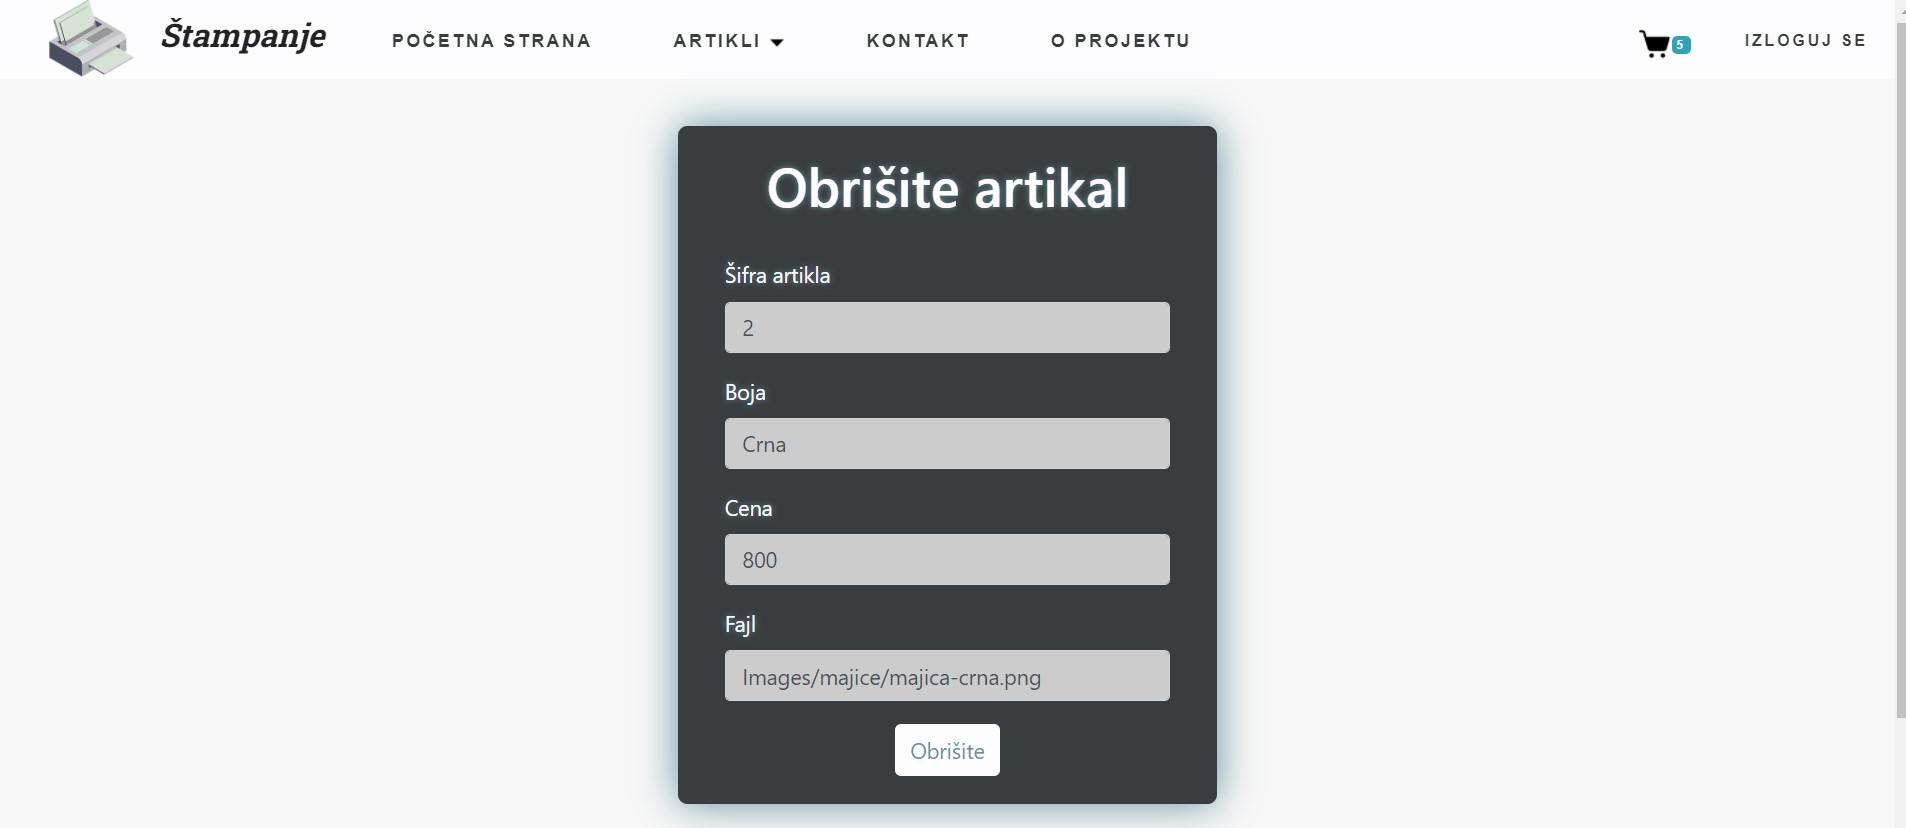 Štampanje
POČETNA STRANA
ARTIKLI
KONTAKT
O PROJEKTU
5
IZLOGUJ SE
Obrišite artikal
Šifra artikla
2
Boja
Crna
Cena
800
Fajl
Images/majice/majica-crna.png
Obrišite